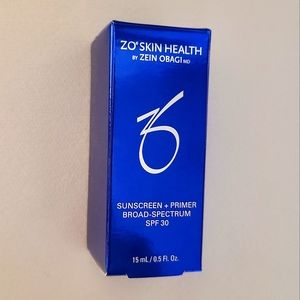 ZO® SKIN HEALTH
BY ZEIN OBAGI MD
ZO
SUNSCREEN + PRIMER
BROAD-SPECTRUM
SPF 30
15 mL / 0.5 Fl. Oz.